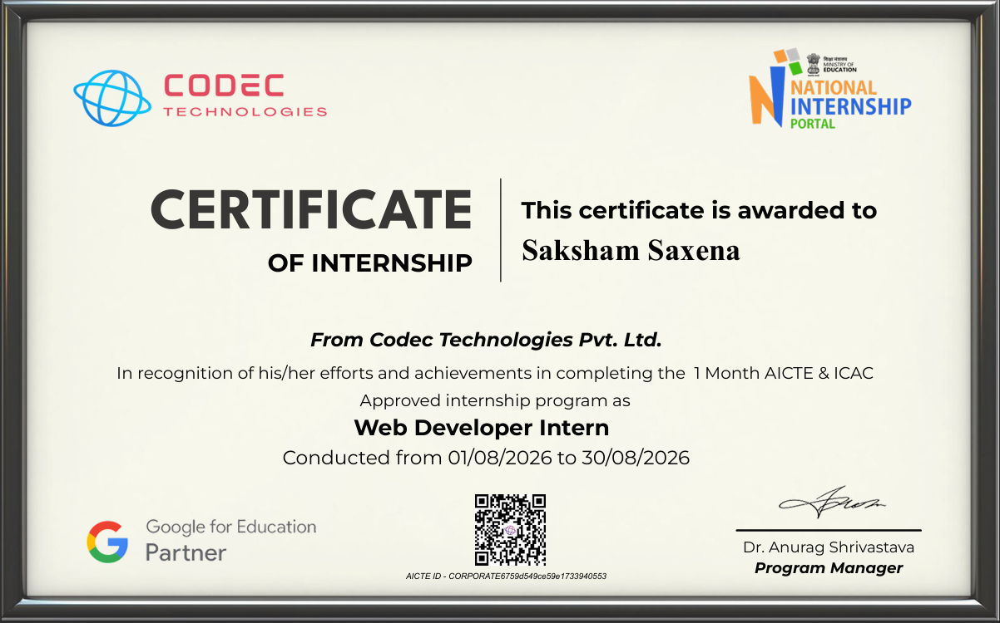 CODEC
TECHNOLOGIES
शिक्षा मंत्रालय
MINISTRY OF
EDUCATION
NATIONAL
INTERNSHIP
PORTAL
CERTIFICATE
OF INTERNSHIP
This certificate is awarded to
Saksham Saxena
From Codec Technologies Pvt. Ltd.
In recognition of his/her efforts and achievements in completing the 1 Month AICTE & ICAC
Approved internship program as
Web Developer Intern
Conducted from 01/08/2026 to 30/08/2026
Google for Education
Partner
AICTE ID - CORPORATE6759d549ce59e1733940553
Dr. Anurag Shrivastava
Program Manager